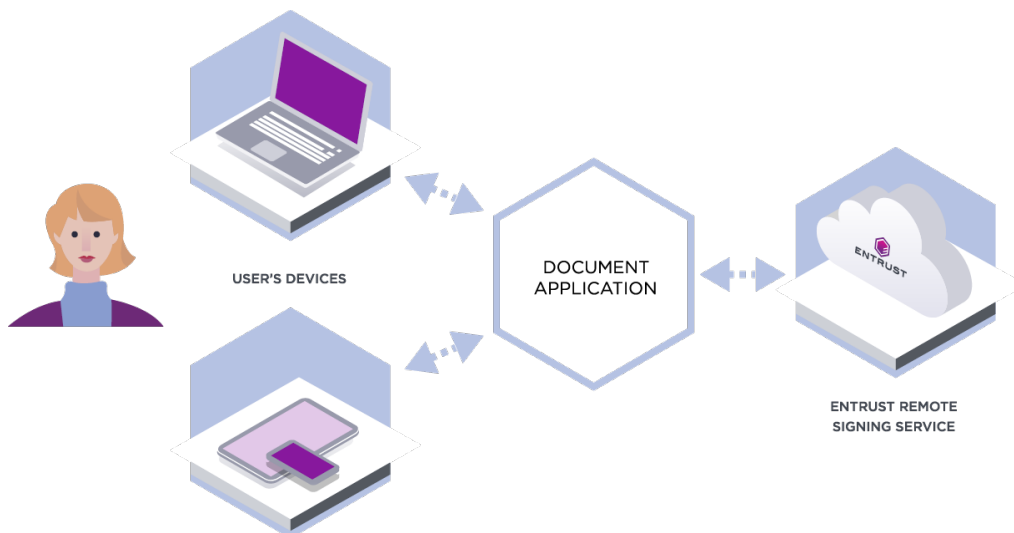 USER'S DEVICES
DOCUMENT
APPLICATION
ENTRUST
ENTRUST REMOTE
SIGNING SERVICE